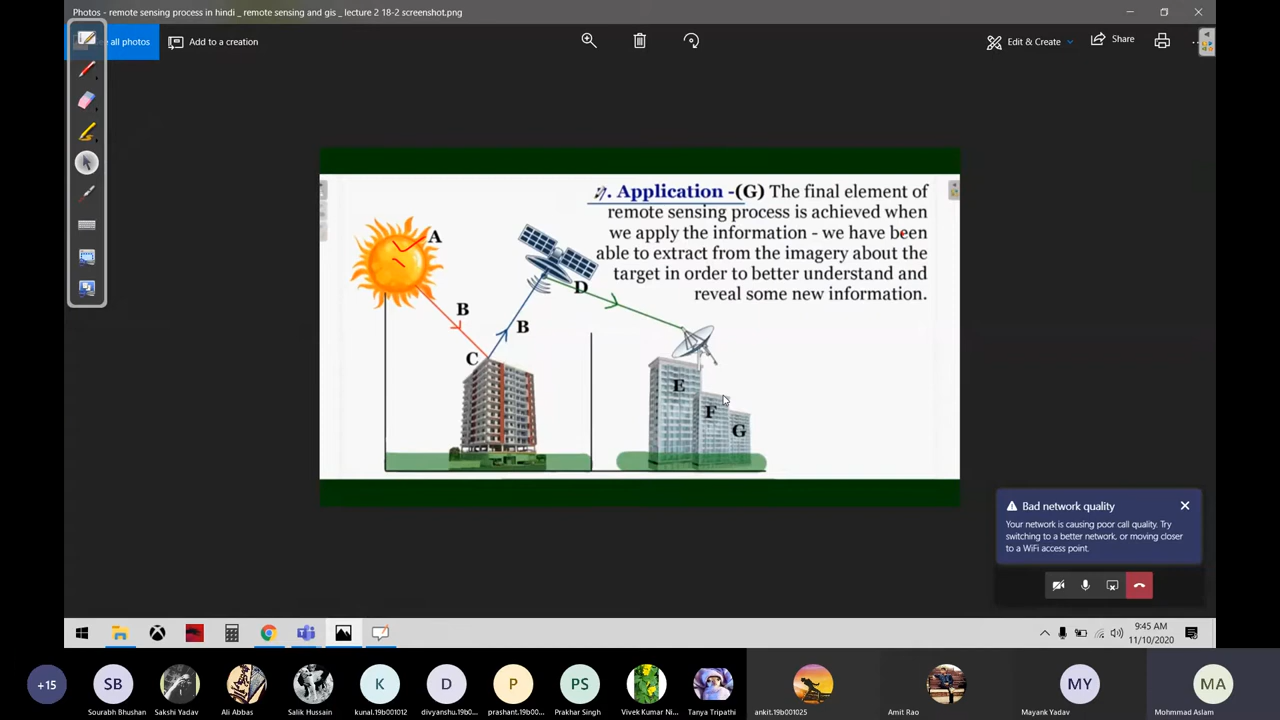 Photos - remote sensing process in hindi _ remote sensing and gis _ lecture 2 18-2 screenshot.png
all photos
Add to a creation
Edit & Create
Share
7. Application -(G) The final element of
remote sensing process is achieved when
we apply the information - we have been
able to extract from the imagery about the
target in order to better understand and
reveal some new information.
A
B
B
C
D
E
F
G
Bad network quality
Your network is causing poor call quality. Try
switching to a better network, or moving closer
to a WiFi access point.
9:45 AM
11/10/2020
+15
SB
K
D
P
PS
MY
MA
Sourabh Bhushan
Sakshi Yadav
Ali Abbas
Salik Hussain
kunal.19b001012
divyanshu.19b0...
prashant.19b00...
Prakhar Singh
Vivek Kumar Ni...
Tanya Tripathi
ankit.19b001025
Amit Rao
Mayank Yadav
Mohmmad Aslam